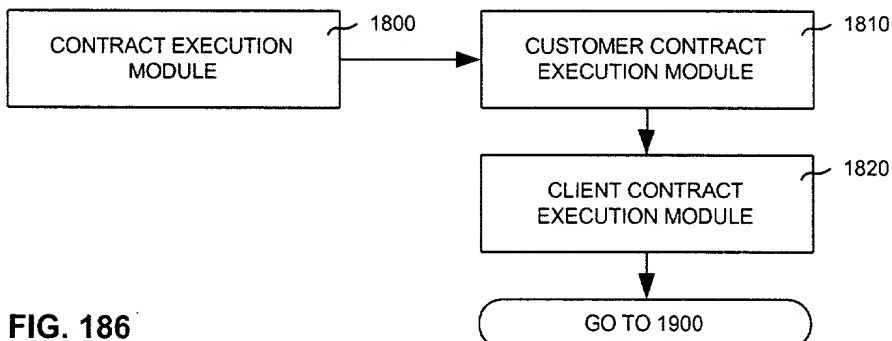 CONTRACT EXECUTION
MODULE
1800
CUSTOMER CONTRACT
EXECUTION MODULE
1810
CLIENT CONTRACT
EXECUTION MODULE
1820
GO TO 1900
FIG. 186